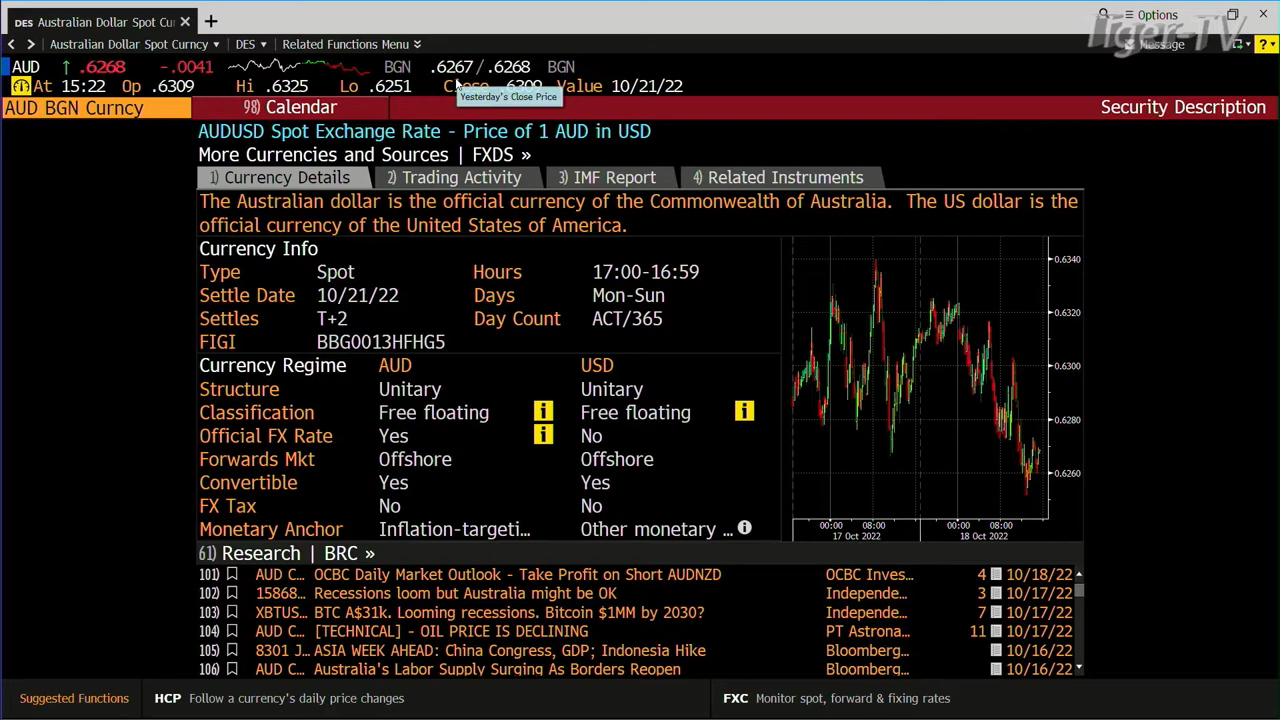 DES Australian Dollar Spot Cur × +
Options
Tiger-TV
< > Australian Dollar Spot Curncy DES Related Functions Menu Message ?
AUD ↑ .6268 -.0041 BGN .6267 / .6268 BGN
At 15:22 Op .6309 Hi .6325 Lo .6251 Close .6309 Value 10/21/22
Yesterday's Close Price
AUD BGN Curncy 98) Calendar Security Description
AUDUSD Spot Exchange Rate - Price of 1 AUD in USD
More Currencies and Sources | FXDS »
1) Currency Details 2) Trading Activity 3) IMF Report 4) Related Instruments
The Australian dollar is the official currency of the Commonwealth of Australia. The US dollar is the
official currency of the United States of America.
Currency Info
Type Spot Hours 17:00-16:59
Settle Date 10/21/22 Days Mon-Sun
Settles T+2 Day Count ACT/365
FIGI BBG0013HFHG5
Currency Regime AUD USD
Structure Unitary Unitary
Classification Free floating i Free floating i
Official FX Rate Yes i No
Forwards Mkt Offshore Offshore
Convertible Yes Yes
FX Tax No No
Monetary Anchor Inflation-targeti... Other monetary ... i
0.6340
0.6320
0.6300
0.6280
0.6260
00:00 08:00 00:00 08:00
17 Oct 2022 18 Oct 2022
61) Research | BRC »
101) AUD C... OCBC Daily Market Outlook - Take Profit on Short AUDNZD OCBC Inves... 4 10/18/22
102) 15868... Recessions loom but Australia might be OK Independe... 3 10/17/22
103) XBTUS... BTC A$31k. Looming recessions. Bitcoin $1MM by 2030? Independe... 7 10/17/22
104) AUD C... [TECHNICAL] - OIL PRICE IS DECLINING PT Astrona... 11 10/17/22
105) 8301 J... ASIA WEEK AHEAD: China Congress, GDP; Indonesia Hike Bloomberg... 10/16/22
106) AUD C... Australia's Labor Supply Surging As Borders Reopen Bloomberg... 10/16/22
Suggested Functions HCP Follow a currency's daily price changes FXC Monitor spot, forward & fixing rates